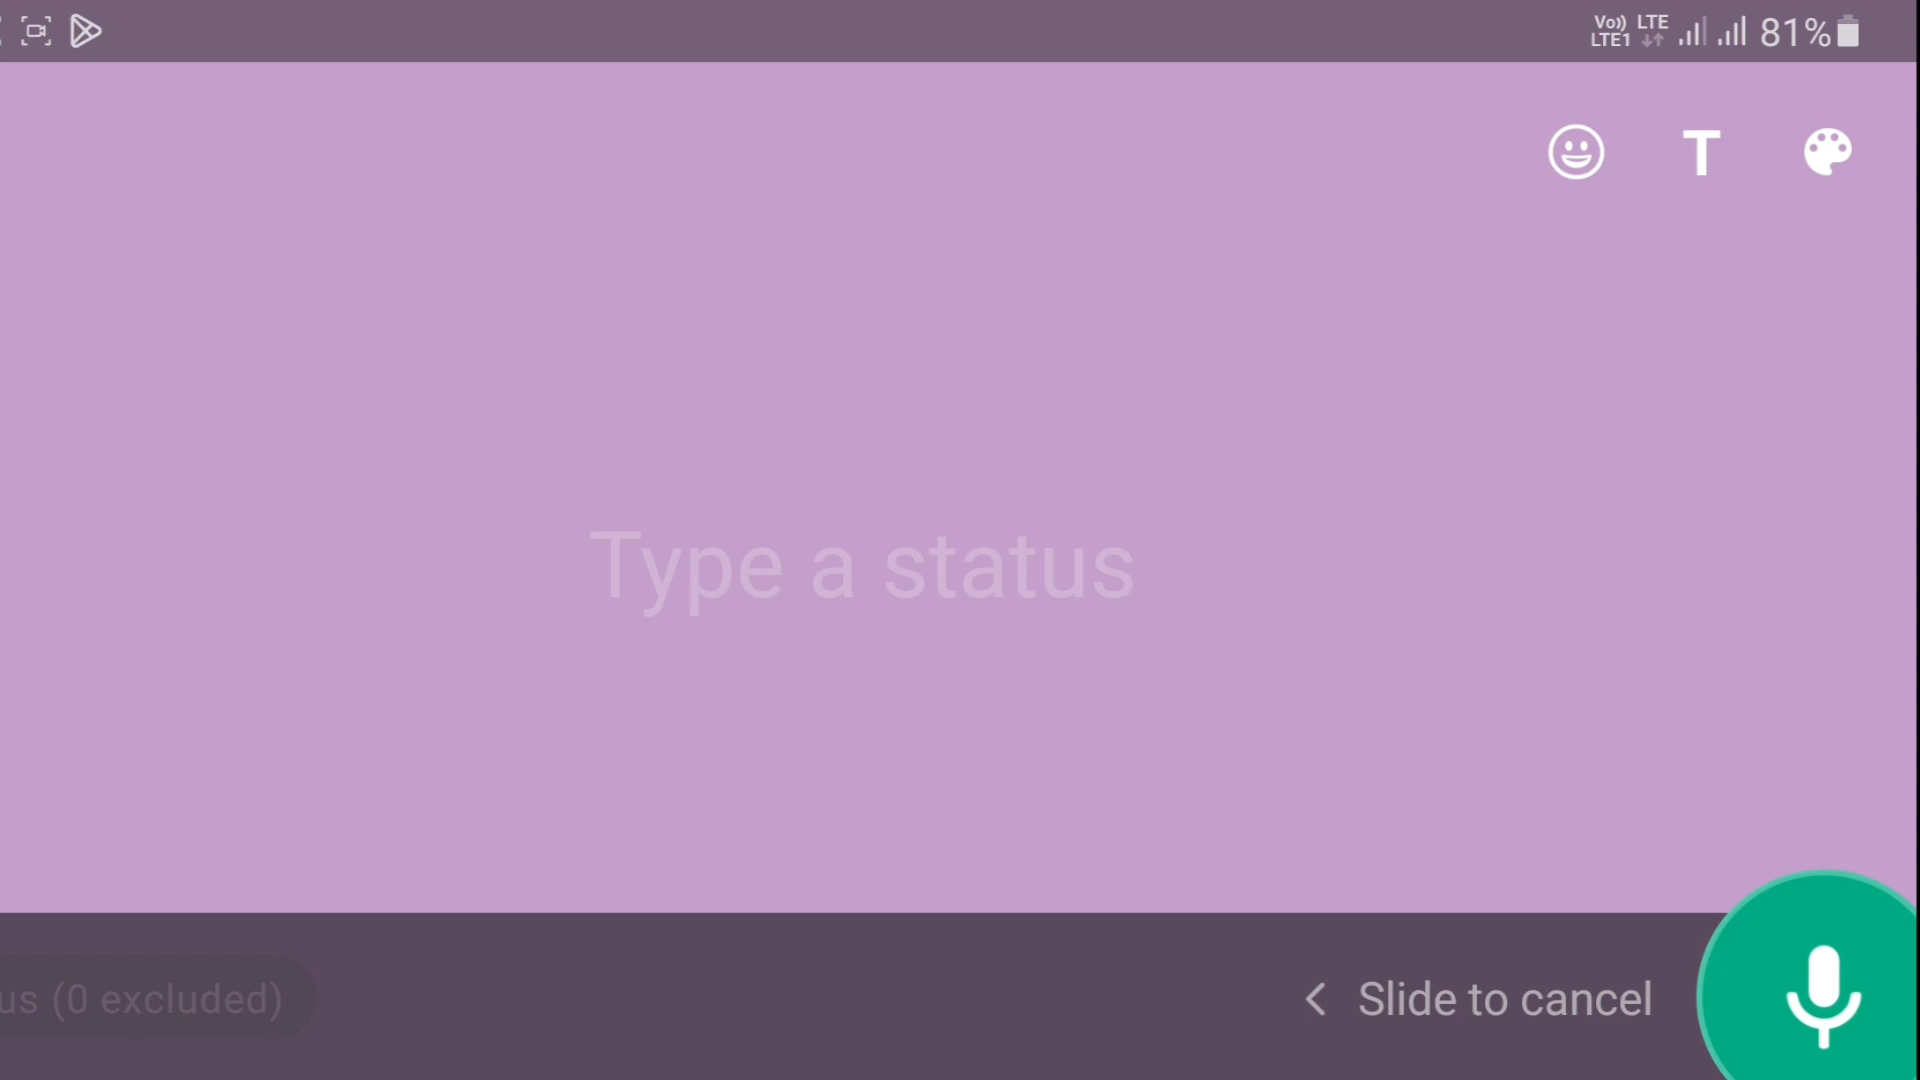 Vo)) LTE
LTE1
81%
T
Type a status
us (0 excluded)
Slide to cancel